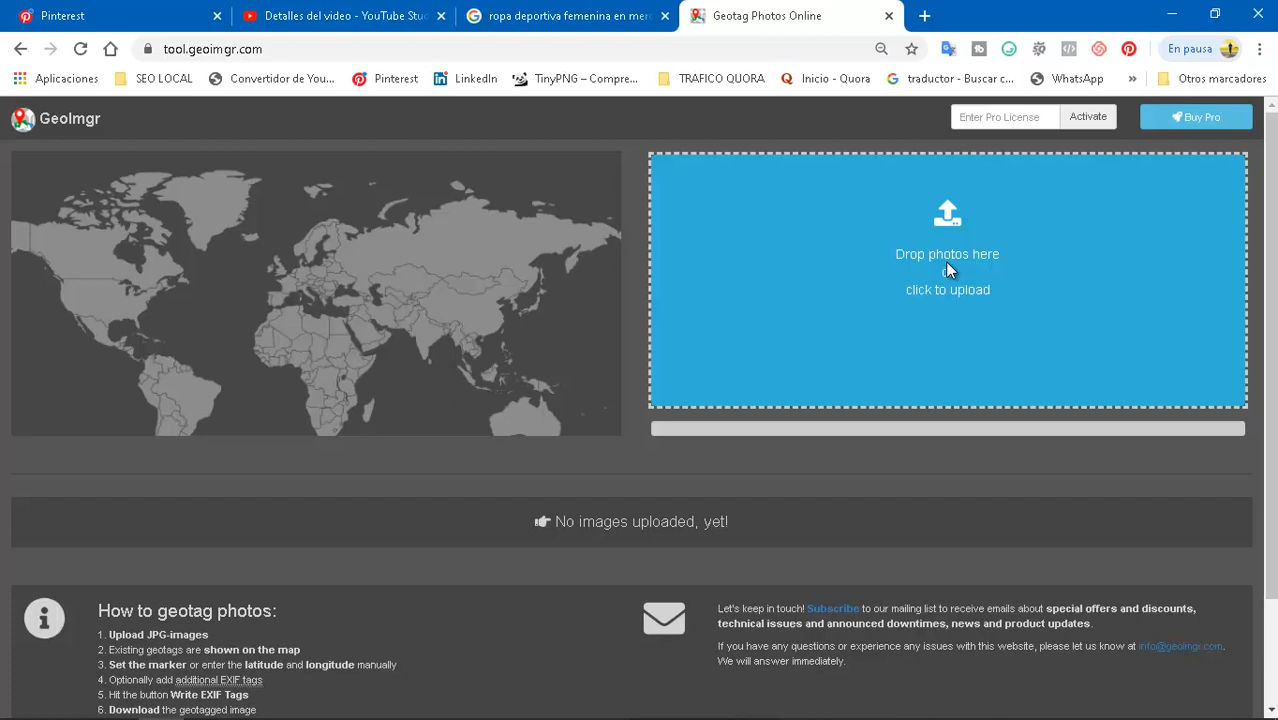 Pinterest
Detalles del video - YouTube Stu
ropa deportiva femenina en mer
Geotag Photos Online
tool.geoimgr.com
En pausa
Aplicaciones
SEO LOCAL
Convertidor de You...
Pinterest
LinkedIn
TinyPNG – Compre...
TRAFICO QUORA
Inicio - Quora
traductor - Buscar c...
WhatsApp
»
Otros marcadores
GeoImgr
Enter Pro License
Activate
Buy Pro
Drop photos here
click to upload
No images uploaded, yet!
How to geotag photos:
1. Upload JPG-images
2. Existing geotags are shown on the map
3. Set the marker or enter the latitude and longitude manually
4. Optionally add additional EXIF tags
5. Hit the button Write EXIF Tags
6. Download the geotagged image
Let's keep in touch! Subscribe to our mailing list to receive emails about special offers and discounts,
technical issues and announced downtimes, news and product updates.
If you have any questions or experience any issues with this website, please let us know at info@geoimgr.com.
We will answer immediately.